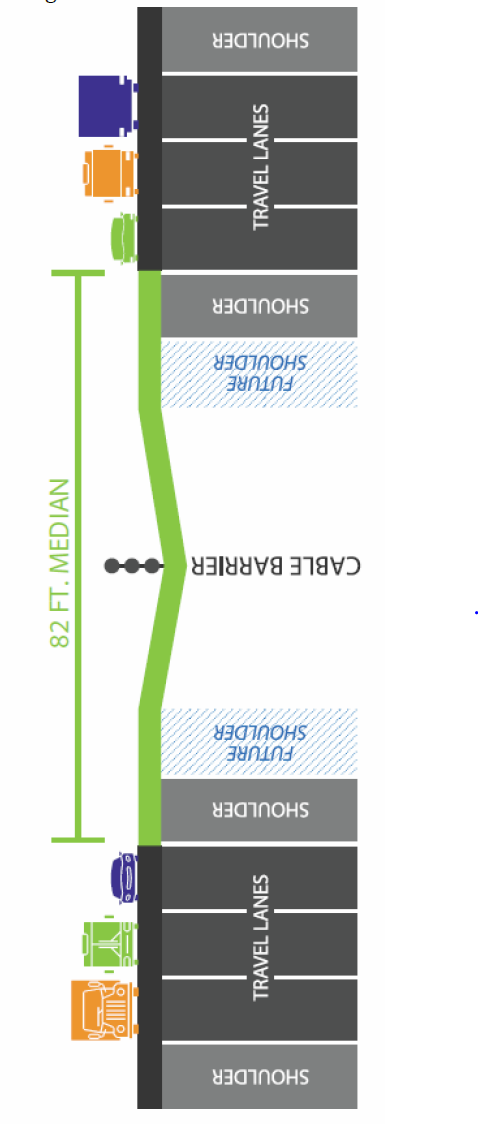 SHOULDER
TRAVEL LANES
SHOULDER
FUTURE
SHOULDER
82 FT. MEDIAN
CABLE BARRIER
FUTURE
SHOULDER
SHOULDER
TRAVEL LANES
SHOULDER